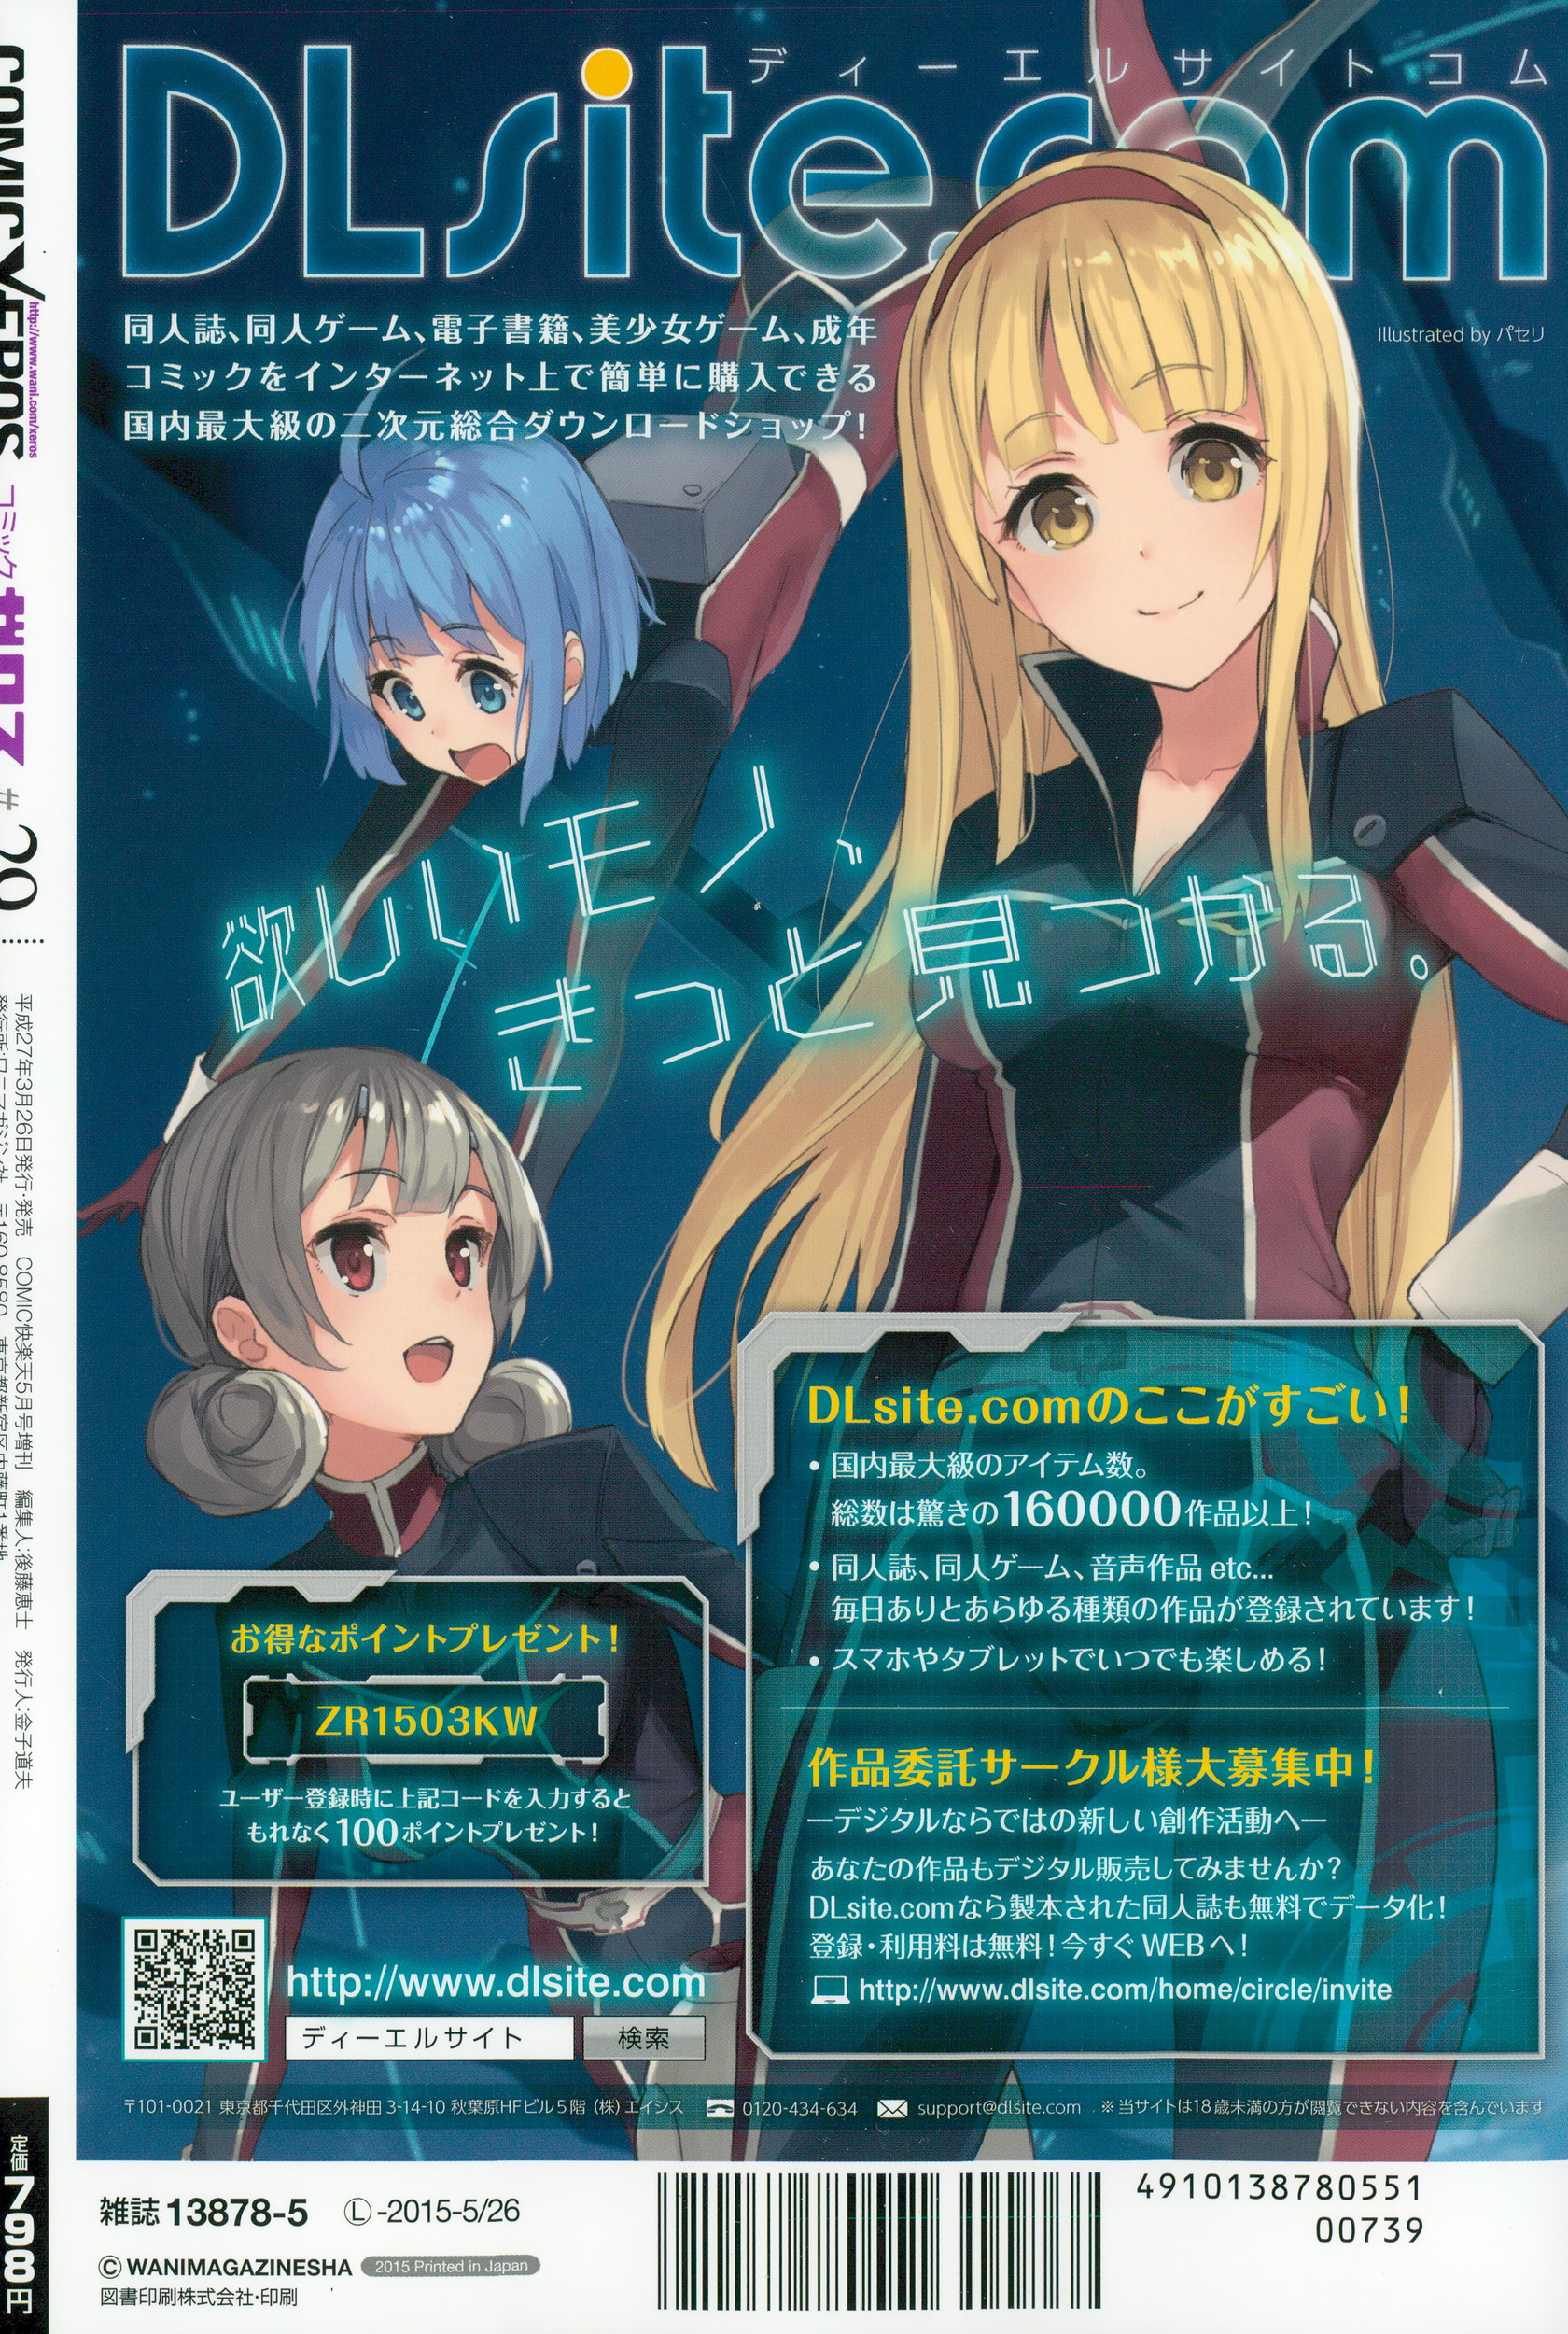 DLsite.com
ディーエルサイトコム
同人誌、同人ゲーム、電子書籍、美少女ゲーム、成年
コミックをインターネット上で簡単に購入できる
国内最大級の二次元総合ダウンロードショップ!
Illustrated by パセリ
欲しいモノ、
きっと見つかる。
DLsite.comのここがすごい!
• 国内最大級のアイテム数。
総数は驚きの160000作品以上!
• 同人誌、同人ゲーム、音声作品 etc...
毎日ありとあらゆる種類の作品が登録されています!
• スマホやタブレットでいつでも楽しめる!
作品委託サークル様大募集中!
ーデジタルならではの新しい創作活動へー
あなたの作品もデジタル販売してみませんか?
DLsite.comなら製本された同人誌も無料でデータ化!
登録・利用料は無料!今すぐWEBへ!
http://www.dlsite.com/home/circle/invite
お得なポイントプレゼント!
ZR1503KW
ユーザー登録時に上記コードを入力すると
もれなく100ポイントプレゼント!
http://www.dlsite.com
ディーエルサイト 検索
〒101-0021 東京都千代田区外神田 3-14-10 秋葉原HFビル5階 (株) エイシス 0120-434-634 support@dlsite.com ※当サイトは18歳未満の方が閲覧できない内容を含んでいます
雑誌 13878-5 Ⓛ-2015-5/26
© WANIMAGAZINESHA 2015 Printed in Japan
図書印刷株式会社・印刷
4910138780551
00739
COMIC XEROS
http://www.wani.com/xeros
コミックゼロス #20
平成27年3月26日発行・発売 COMIC快楽天5月号増刊 編集人:後藤恵士 発行人:金子道夫
定価798円